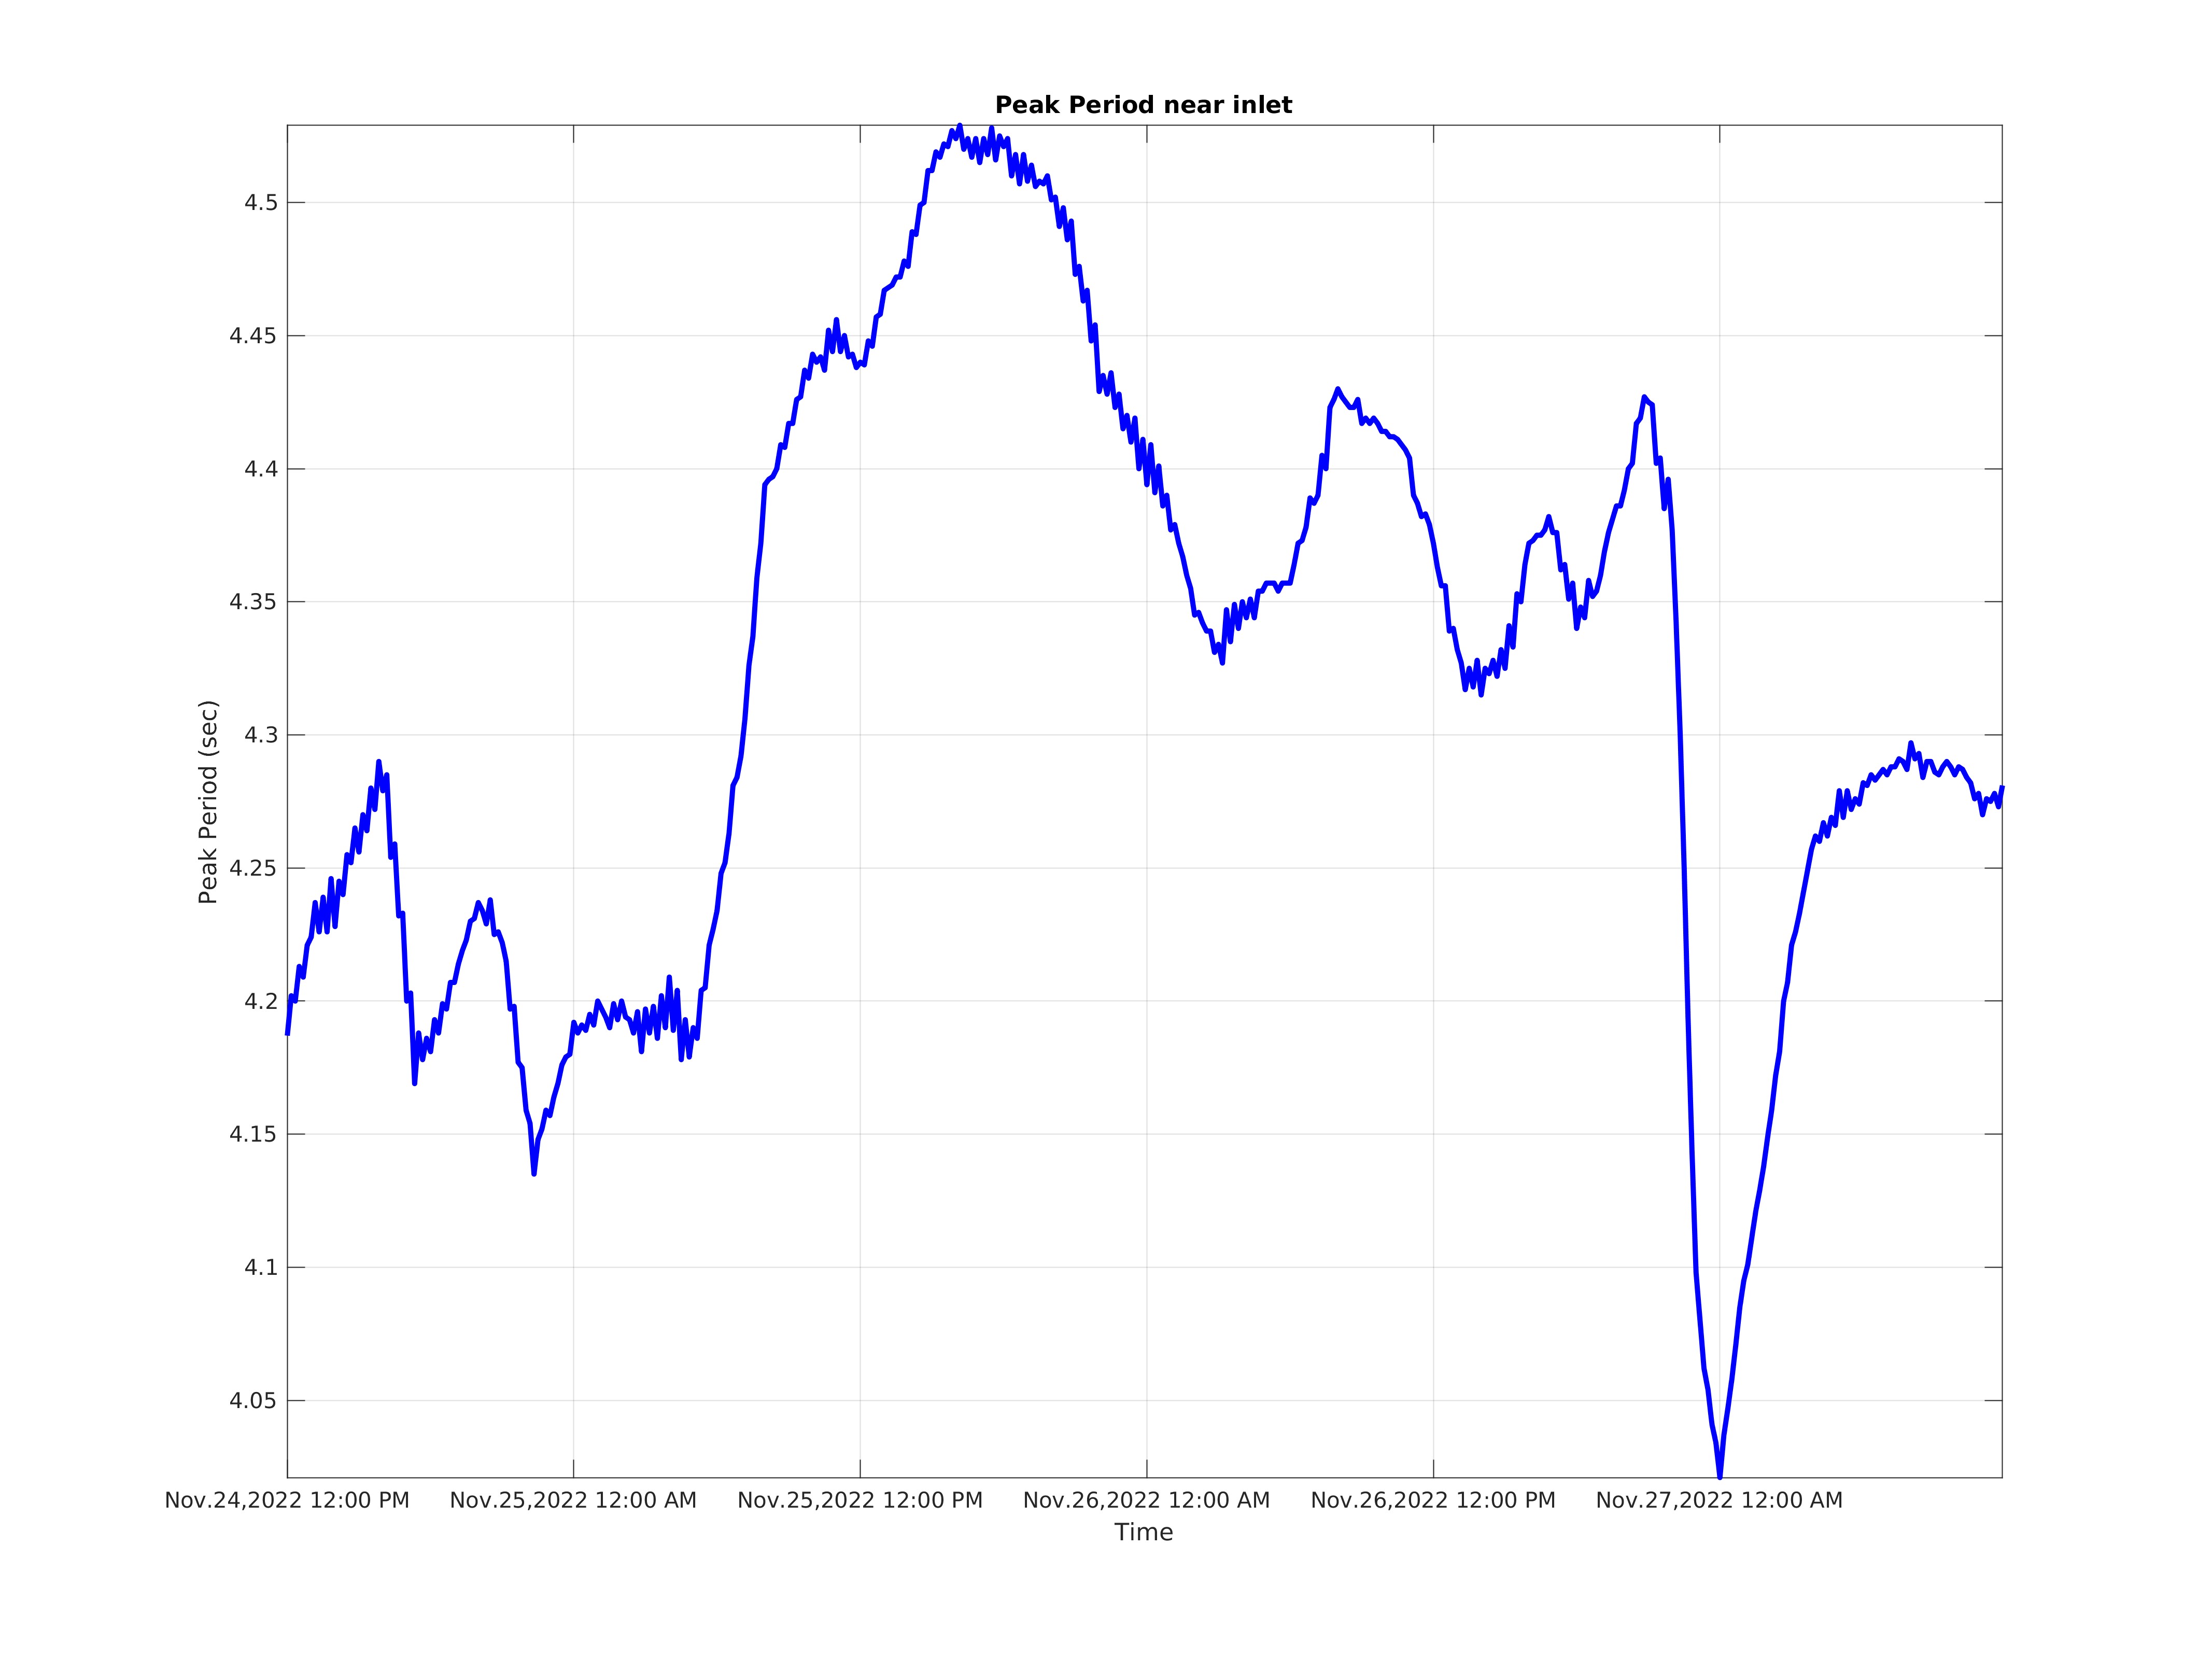 Peak Period near inlet
4.5
4.45
4.4
4.35
4.3
4.25
4.2
4.15
4.1
4.05
Peak Period (sec)
Nov.24,2022 12:00 PM Nov.25,2022 12:00 AM Nov.25,2022 12:00 PM Nov.26,2022 12:00 AM Nov.26,2022 12:00 PM Nov.27,2022 12:00 AM
Time